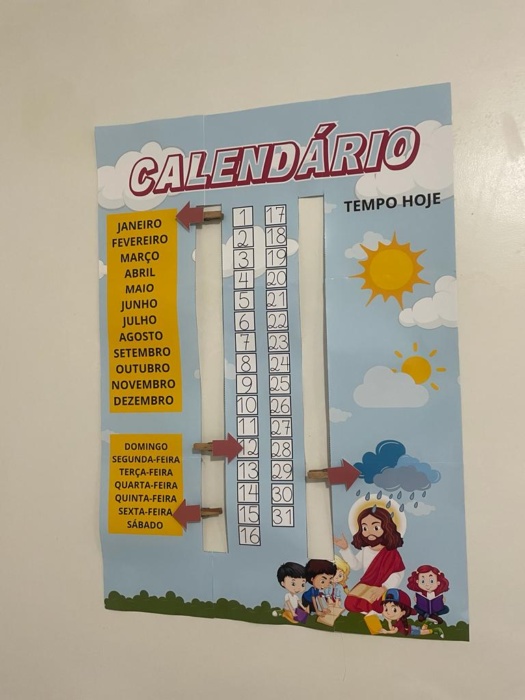 CALENDÁRIO
TEMPO HOJE
JANEIRO
FEVEREIRO
MARÇO
ABRIL
MAIO
JUNHO
JULHO
AGOSTO
SETEMBRO
OUTUBRO
NOVEMBRO
DEZEMBRO
DOMINGO
SEGUNDA-FEIRA
TERÇA-FEIRA
QUARTA-FEIRA
QUINTA-FEIRA
SEXTA-FEIRA
SÁBADO
1 17
2 18
3 19
4 20
5 21
6 22
7 23
8 24
9 25
10 26
11 27
12 28
13 29
14 30
15 31
16